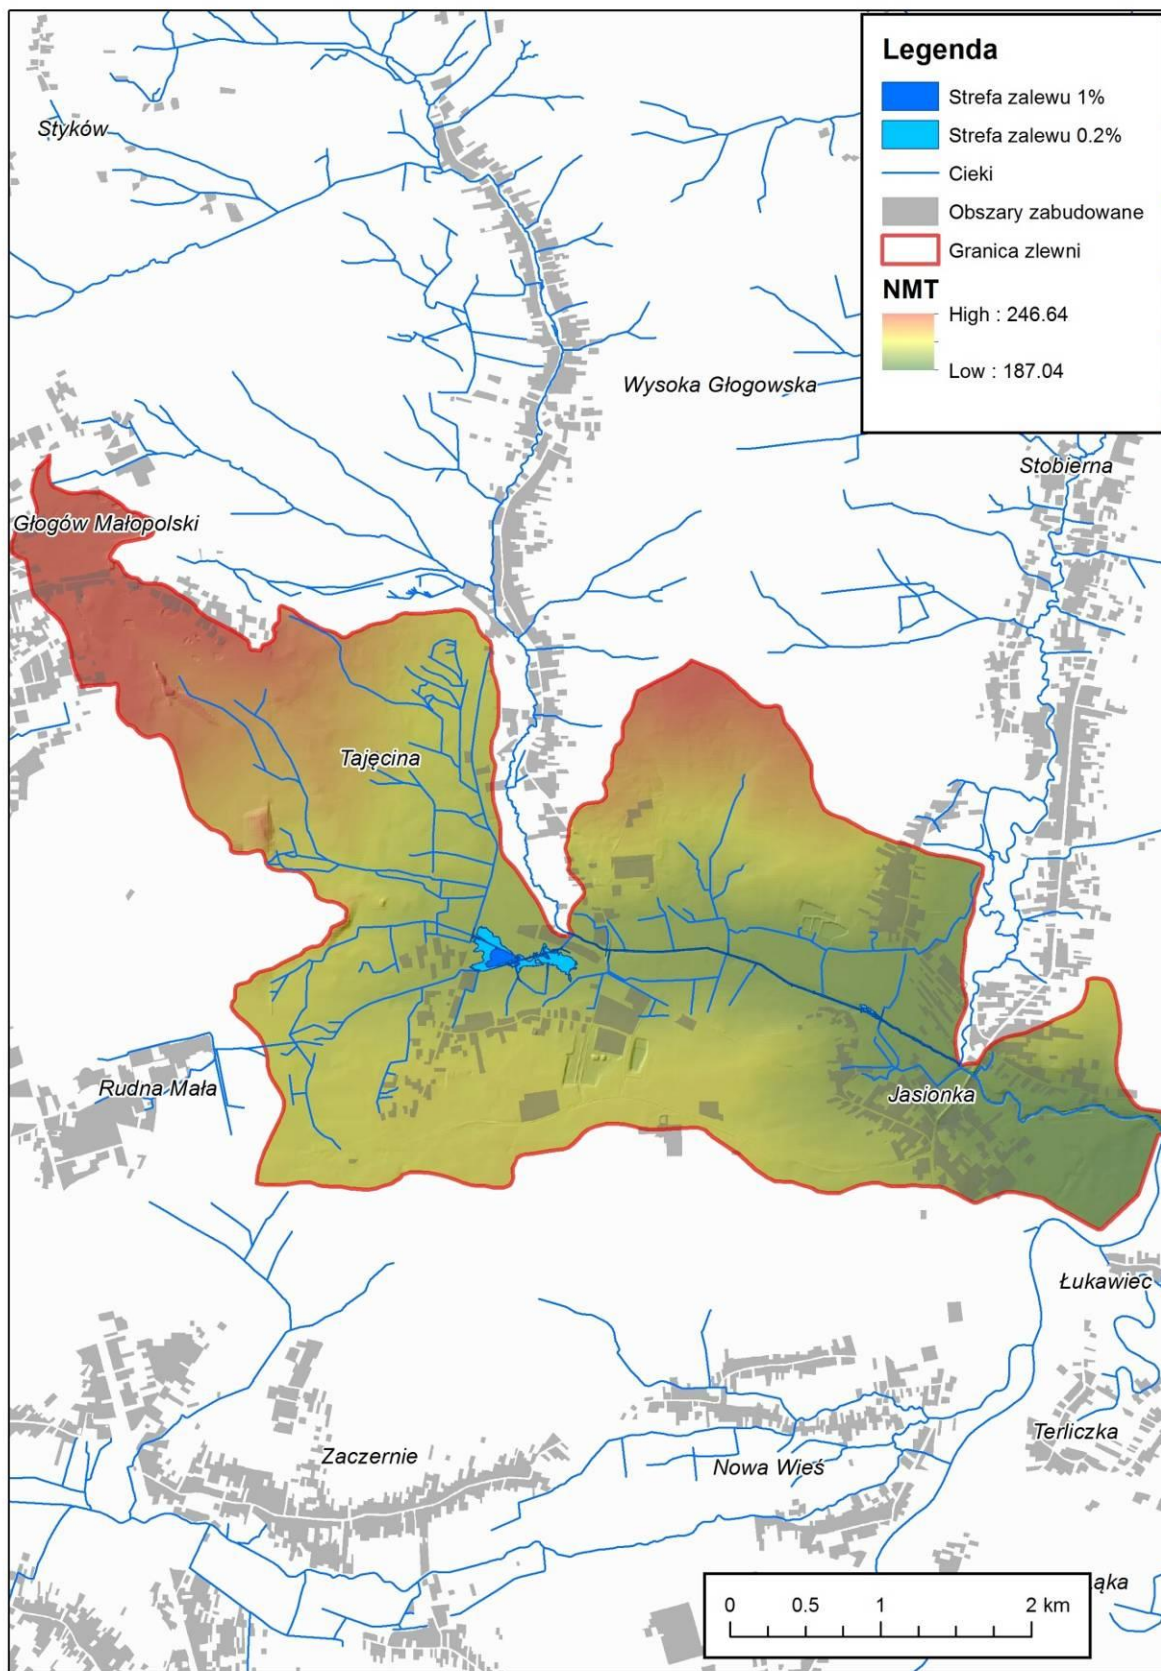 Legenda
Strefa zalewu 1%
Strefa zalewu 0.2%
Cieki
Obszary zabudowane
Granica zlewni
NMT
High : 246.64
Low : 187.04
Styków
Wysoka Głogowska
Stobierna
Głogów Małopolski
Tajęcina
Rudna Mała
Jasionka
Łukawiec
Terliczka
Zaczernie
Nowa Wieś
ąka
0 0.5 1 2 km